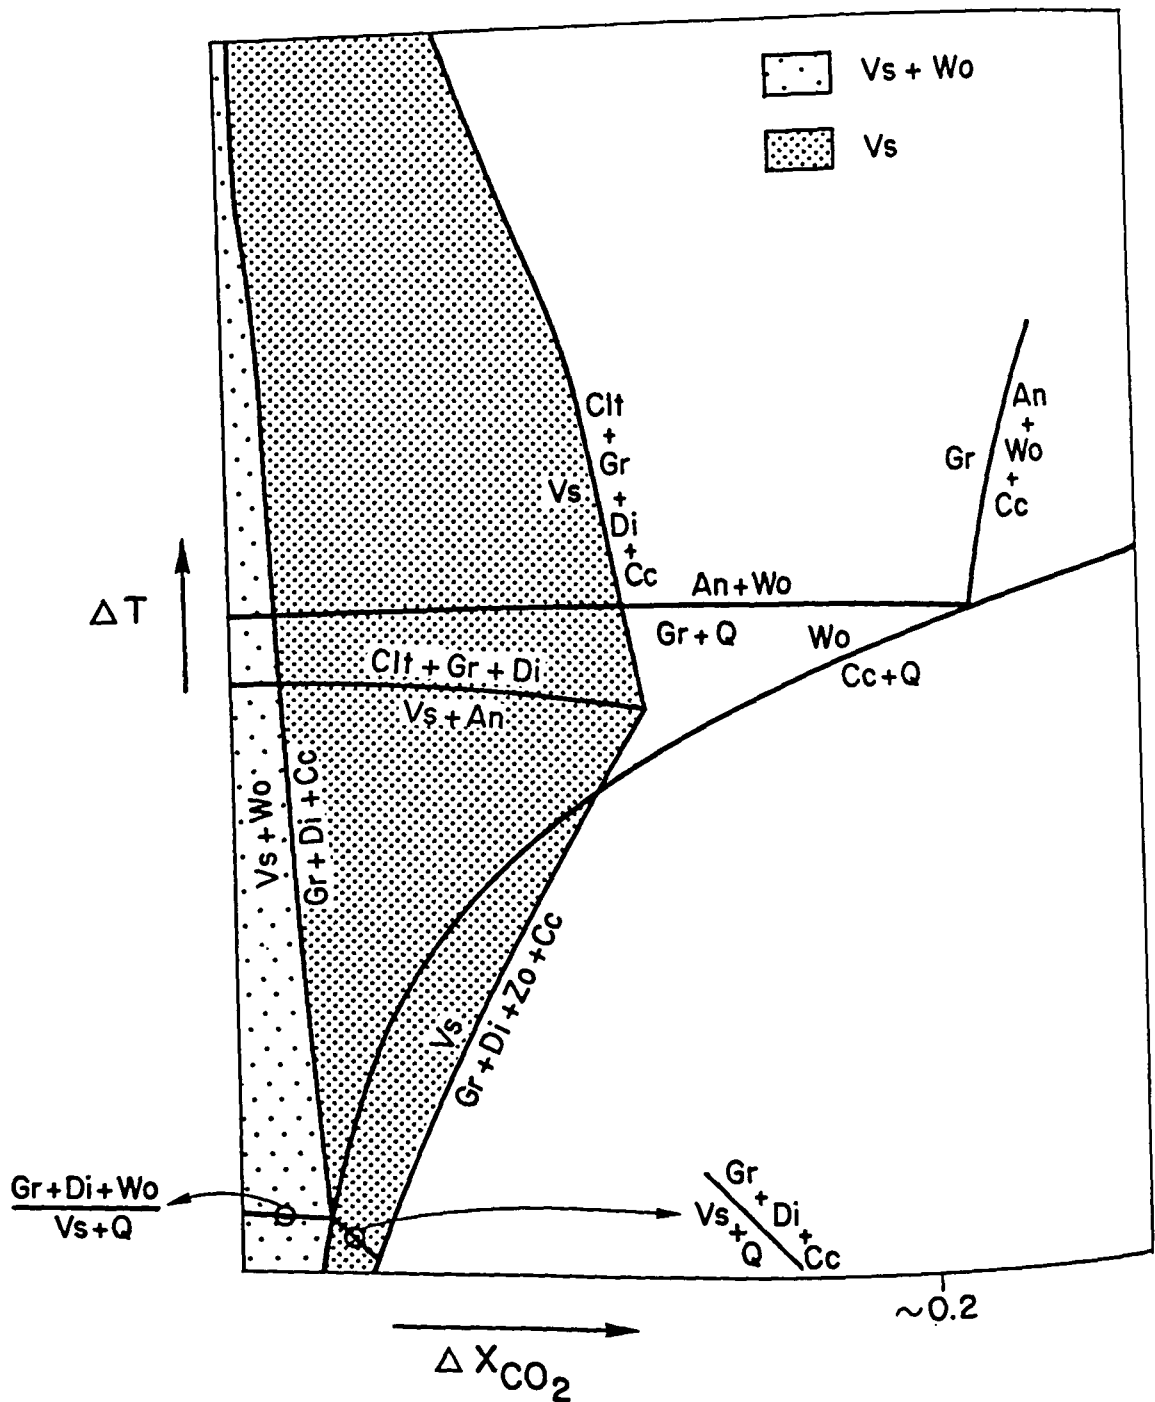 Vs + Wo
Vs
Clt
+
Gr
+
Di
+
Cc
Vs
An
+
Wo
+
Cc
Gr
An + Wo
Gr + Q
Wo
Cc + Q
ΔT
Clt + Gr + Di
Vs + An
Vs + Wo
Gr + Di + Cc
Vs
Gr + Di + Zo + Cc
Gr + Di + Wo
Vs + Q
Gr
+
Di
+
Cc
Vs
+
Q
~0.2
ΔX_CO₂